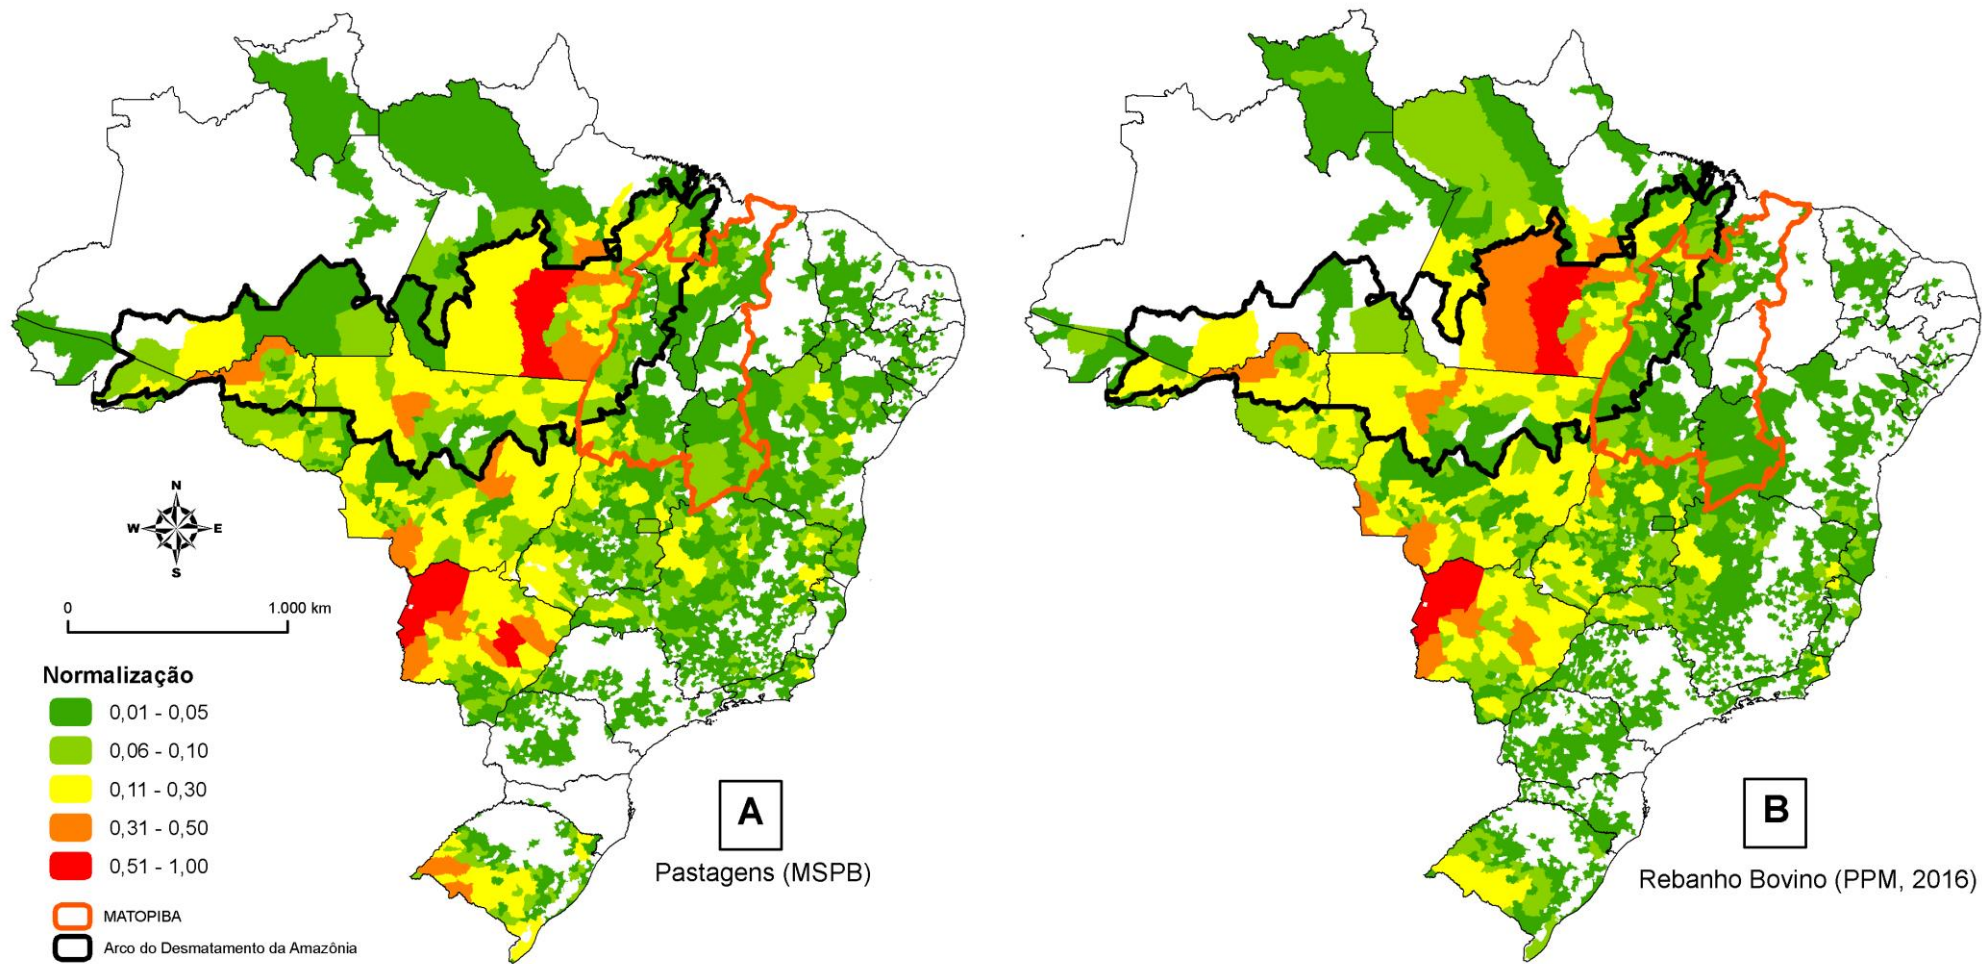 N
W E
S
0 1.000 km
Normalização
0,01 - 0,05
0,06 - 0,10
0,11 - 0,30
0,31 - 0,50
0,51 - 1,00
MATOPIBA
Arco do Desmatamento da Amazônia
A
Pastagens (MSPB)
B
Rebanho Bovino (PPM, 2016)